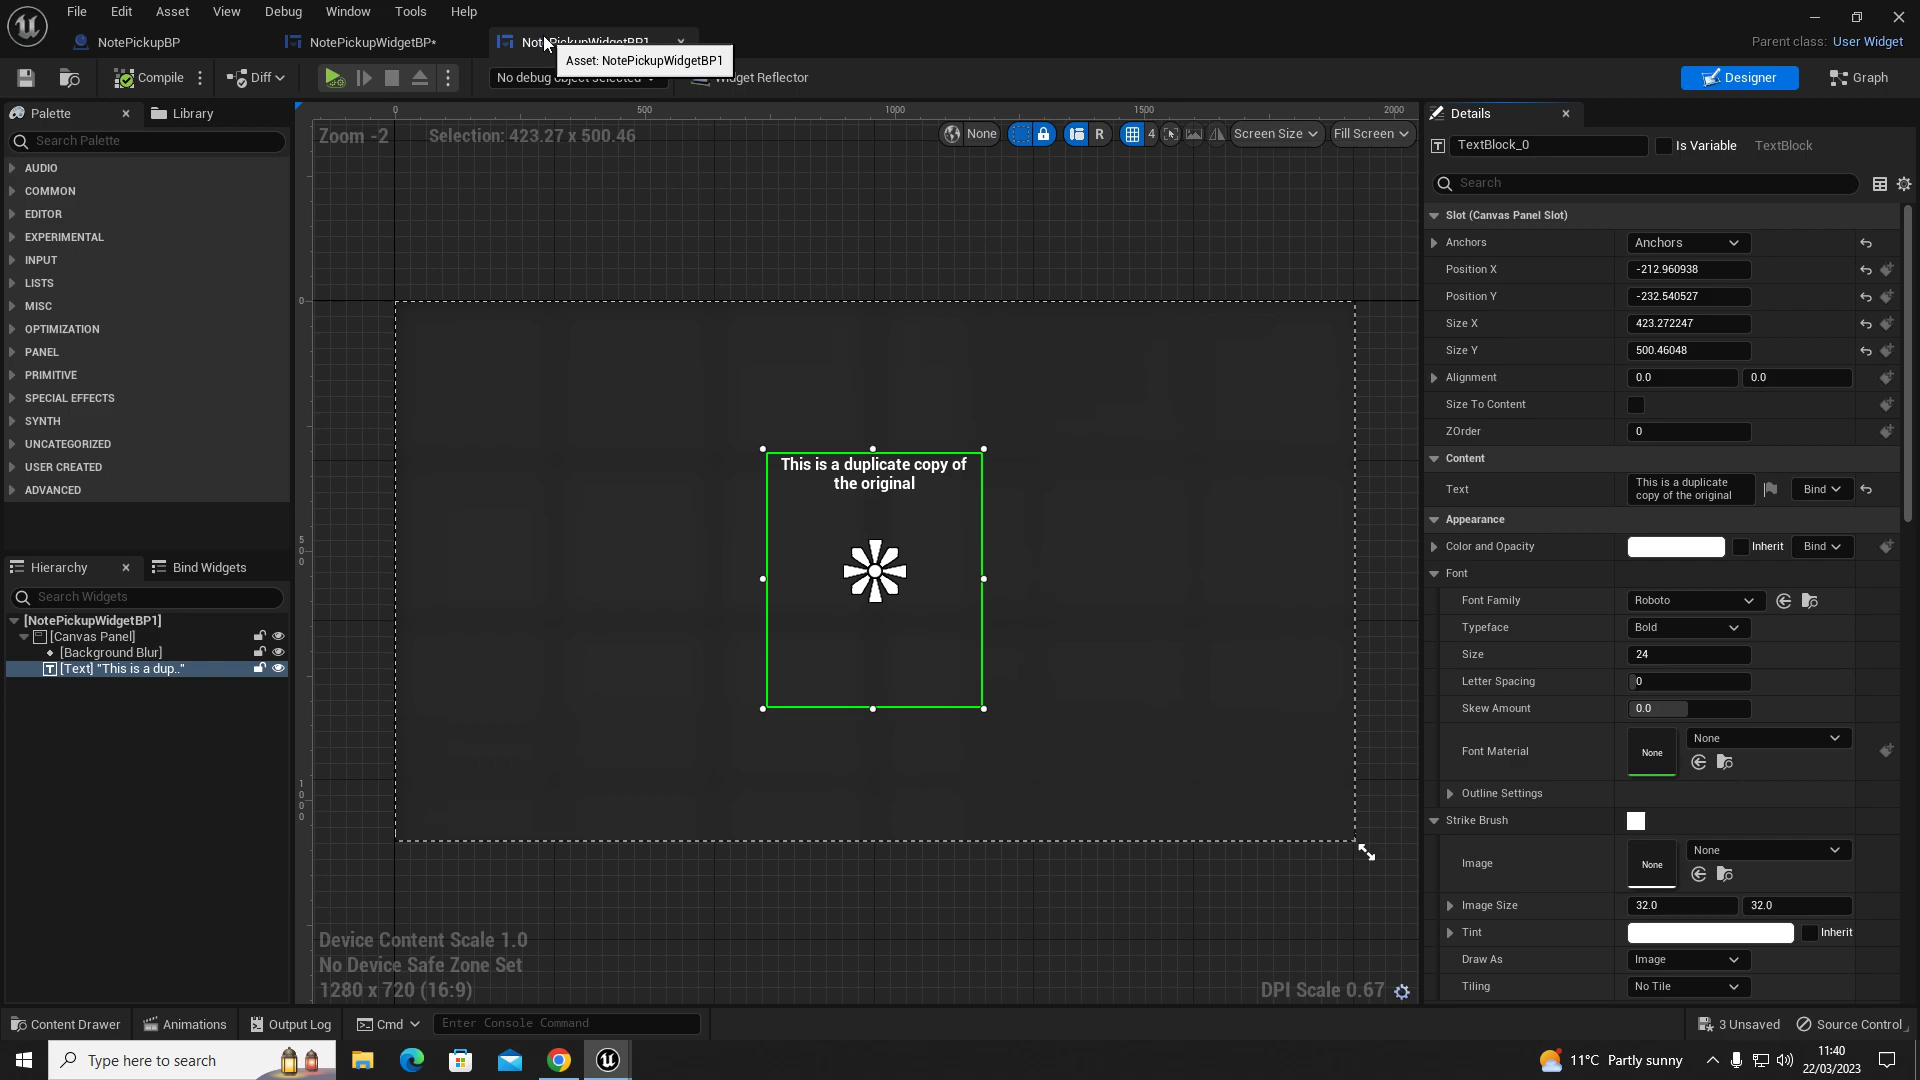 File Edit Asset View Debug Window Tools Help
NotePickupBP NotePickupWidgetBP* NotePickupWidgetBP1
Parent class: User Widget
Asset: NotePickupWidgetBP1
Compile Diff No debug object selected Widget Reflector
Designer Graph
Palette Library
Search Palette
AUDIO
COMMON
EDITOR
EXPERIMENTAL
INPUT
LISTS
MISC
OPTIMIZATION
PANEL
PRIMITIVE
SPECIAL EFFECTS
SYNTH
UNCATEGORIZED
USER CREATED
ADVANCED
Hierarchy Bind Widgets
Search Widgets
[NotePickupWidgetBP1]
[Canvas Panel]
[Background Blur]
[Text] "This is a dup.."
0 500 1000 1500 2000
Zoom -2 Selection: 423.27 x 500.46
None R 4 Screen Size Fill Screen
0
500
1000
This is a duplicate copy of
the original
Device Content Scale 1.0
No Device Safe Zone Set
1280 x 720 (16:9)
DPI Scale 0.67
Details
TextBlock_0 Is Variable TextBlock
Search
Slot (Canvas Panel Slot)
Anchors Anchors
Position X -212.960938
Position Y -232.540527
Size X 423.272247
Size Y 500.46048
Alignment 0.0 0.0
Size To Content
ZOrder 0
Content
Text This is a duplicate
copy of the original
Bind
Appearance
Color and Opacity Inherit Bind
Font
Font Family Roboto
Typeface Bold
Size 24
Letter Spacing 0
Skew Amount 0.0
Font Material None None
Outline Settings
Strike Brush
Image None None
Image Size 32.0 32.0
Tint Inherit
Draw As Image
Tiling No Tile
Content Drawer Animations Output Log Cmd Enter Console Command
3 Unsaved Source Control
Type here to search
11°C Partly sunny
11:40
22/03/2023